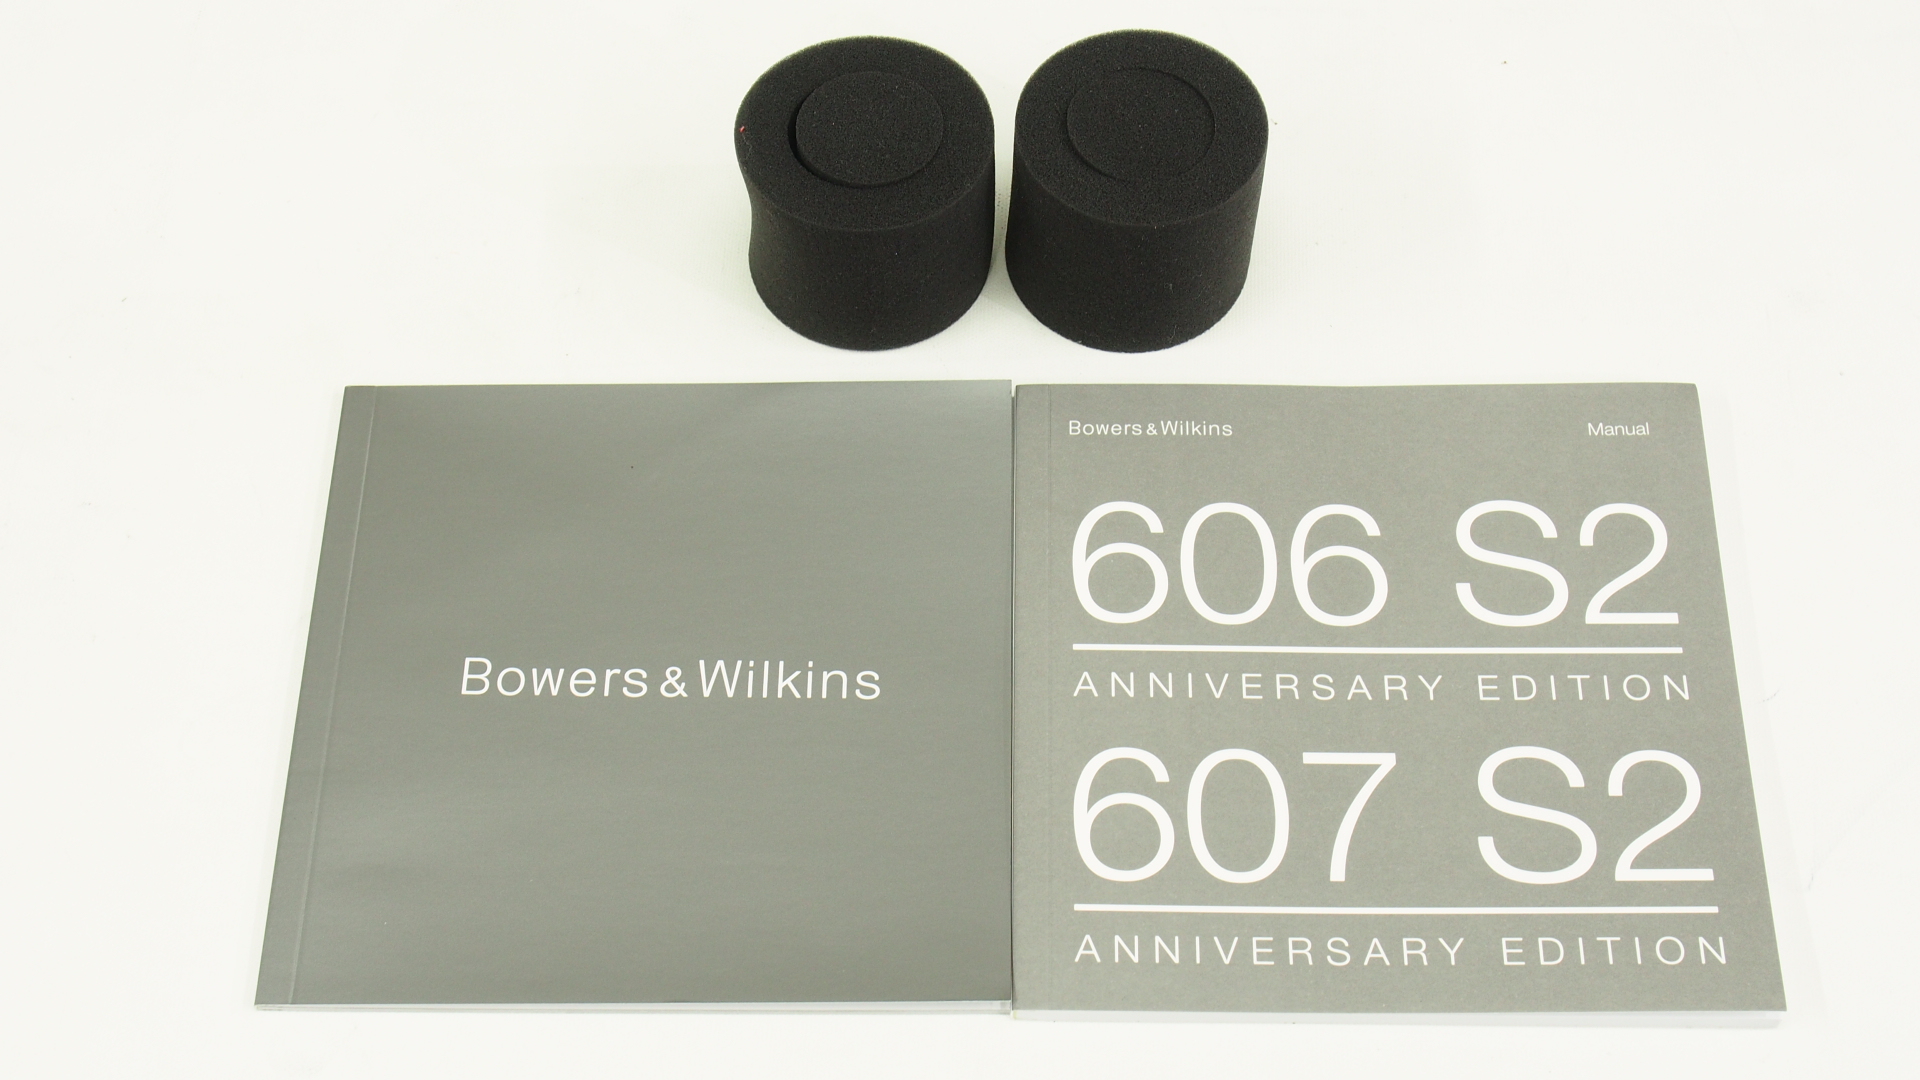 Bowers & Wilkins
Bowers & Wilkins Manual
606 S2
ANNIVERSARY EDITION
607 S2
ANNIVERSARY EDITION